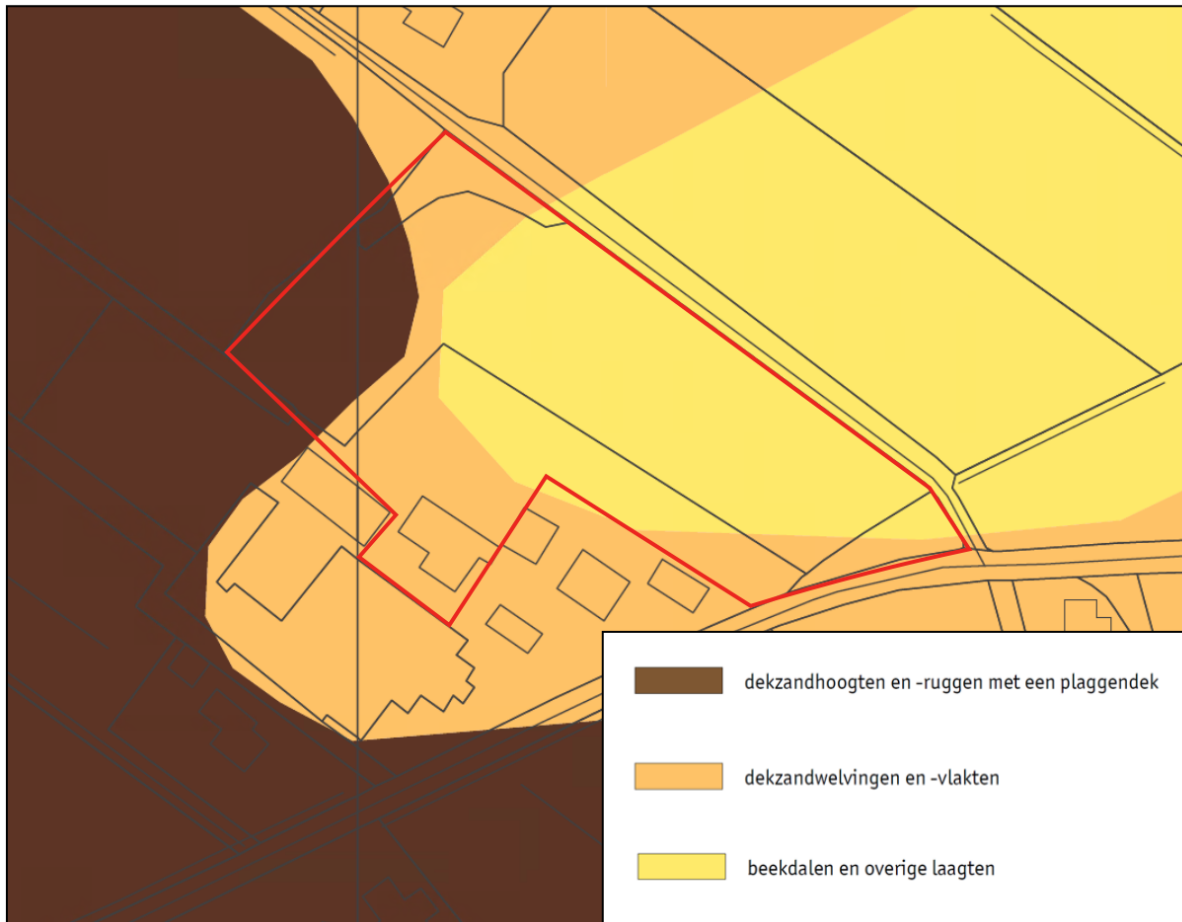 dekzandhoogten en -ruggen met een plaggendek
dekzandwelvingen en -vlakten
beekdalen en overige laagten